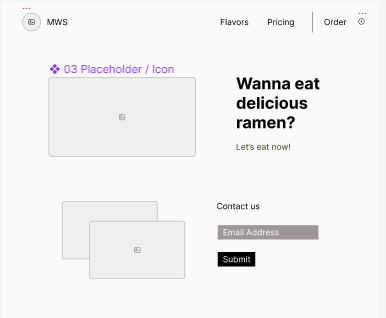 MWS
Flavors
Pricing
Order
03 Placeholder / Icon
Wanna eat
delicious
ramen?
Let's eat now!
Contact us
Email Address
Submit